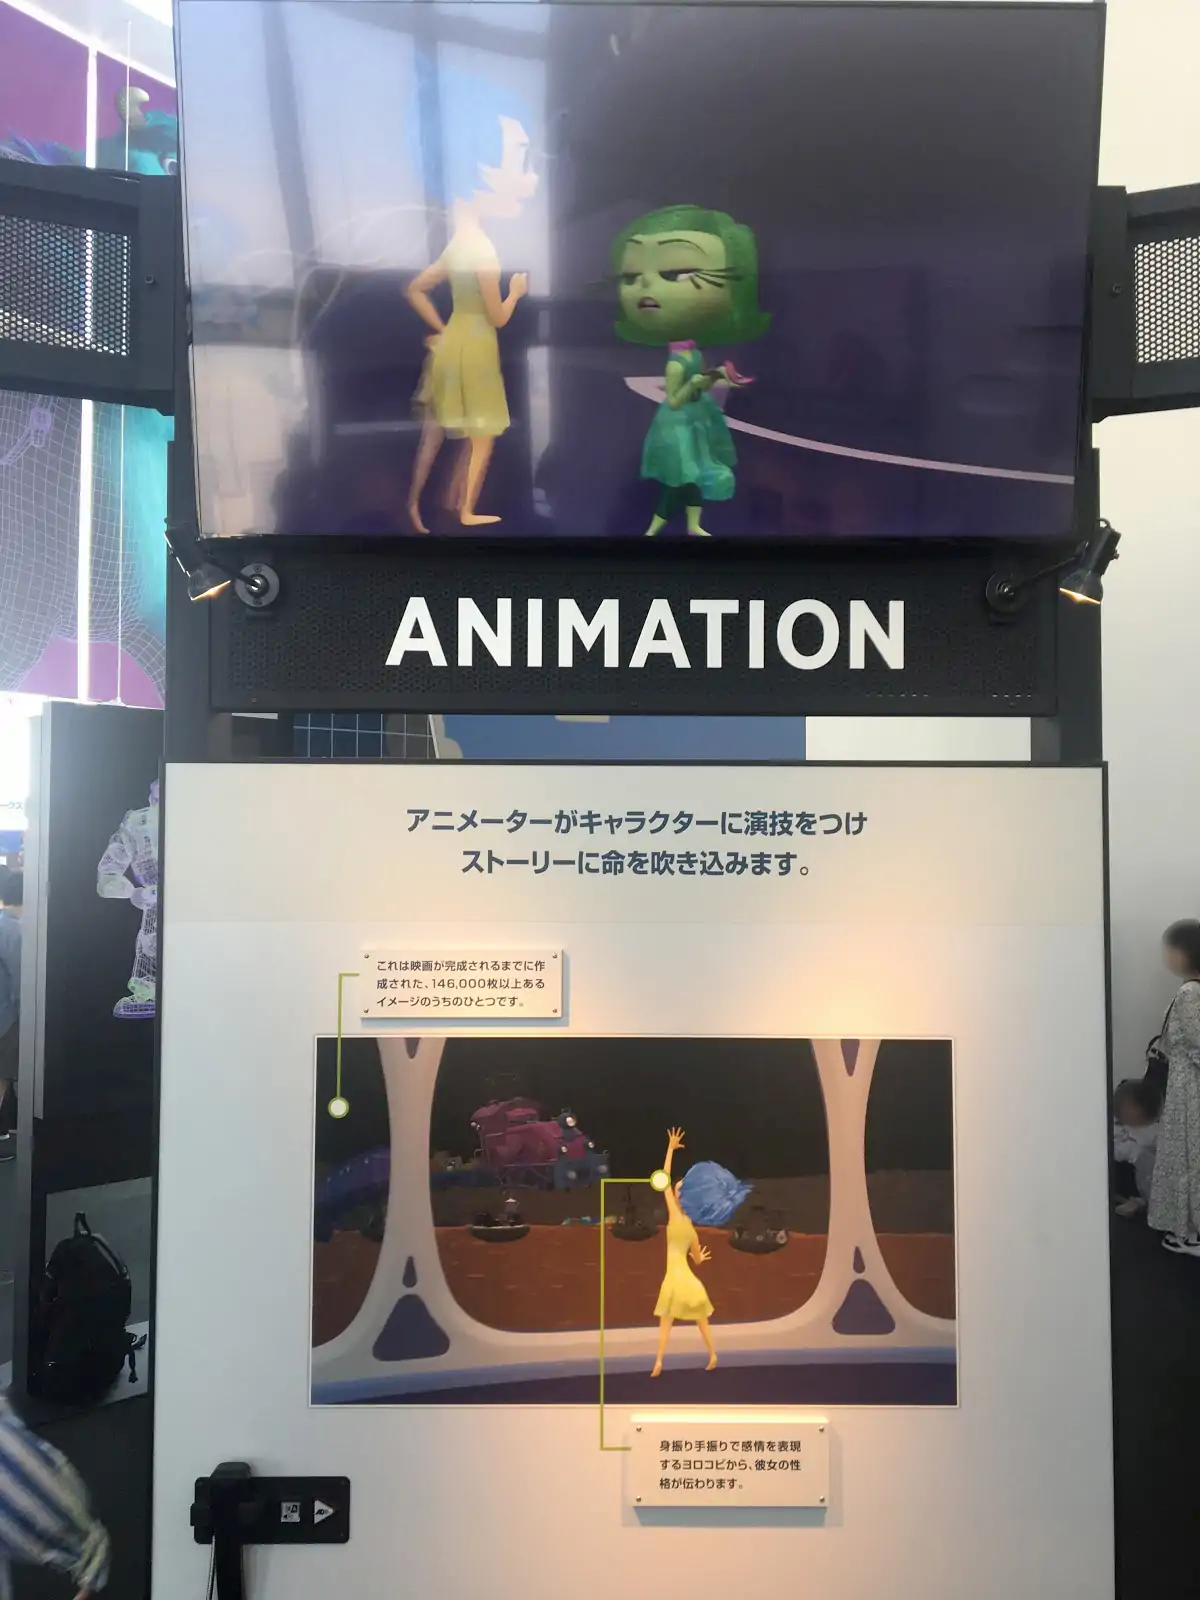 ANIMATION
アニメーターがキャラクターに演技をつけ
ストーリーに命を吹き込みます。
これは映画が完成されるまでに作
成された、146,000枚以上ある
イメージのうちのひとつです。
身振り手振りで感情を表現
するヨロコビから、彼女の性
格が伝わります。